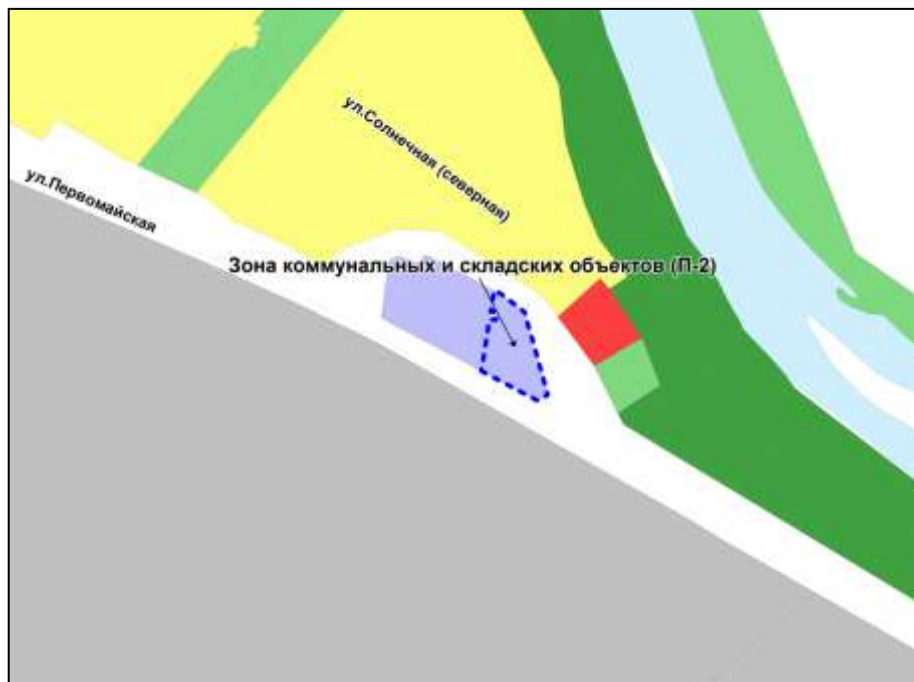 ул.Солнечная (северная)
ул.Первомайская
Зона коммунальных и складских объектов (П-2)